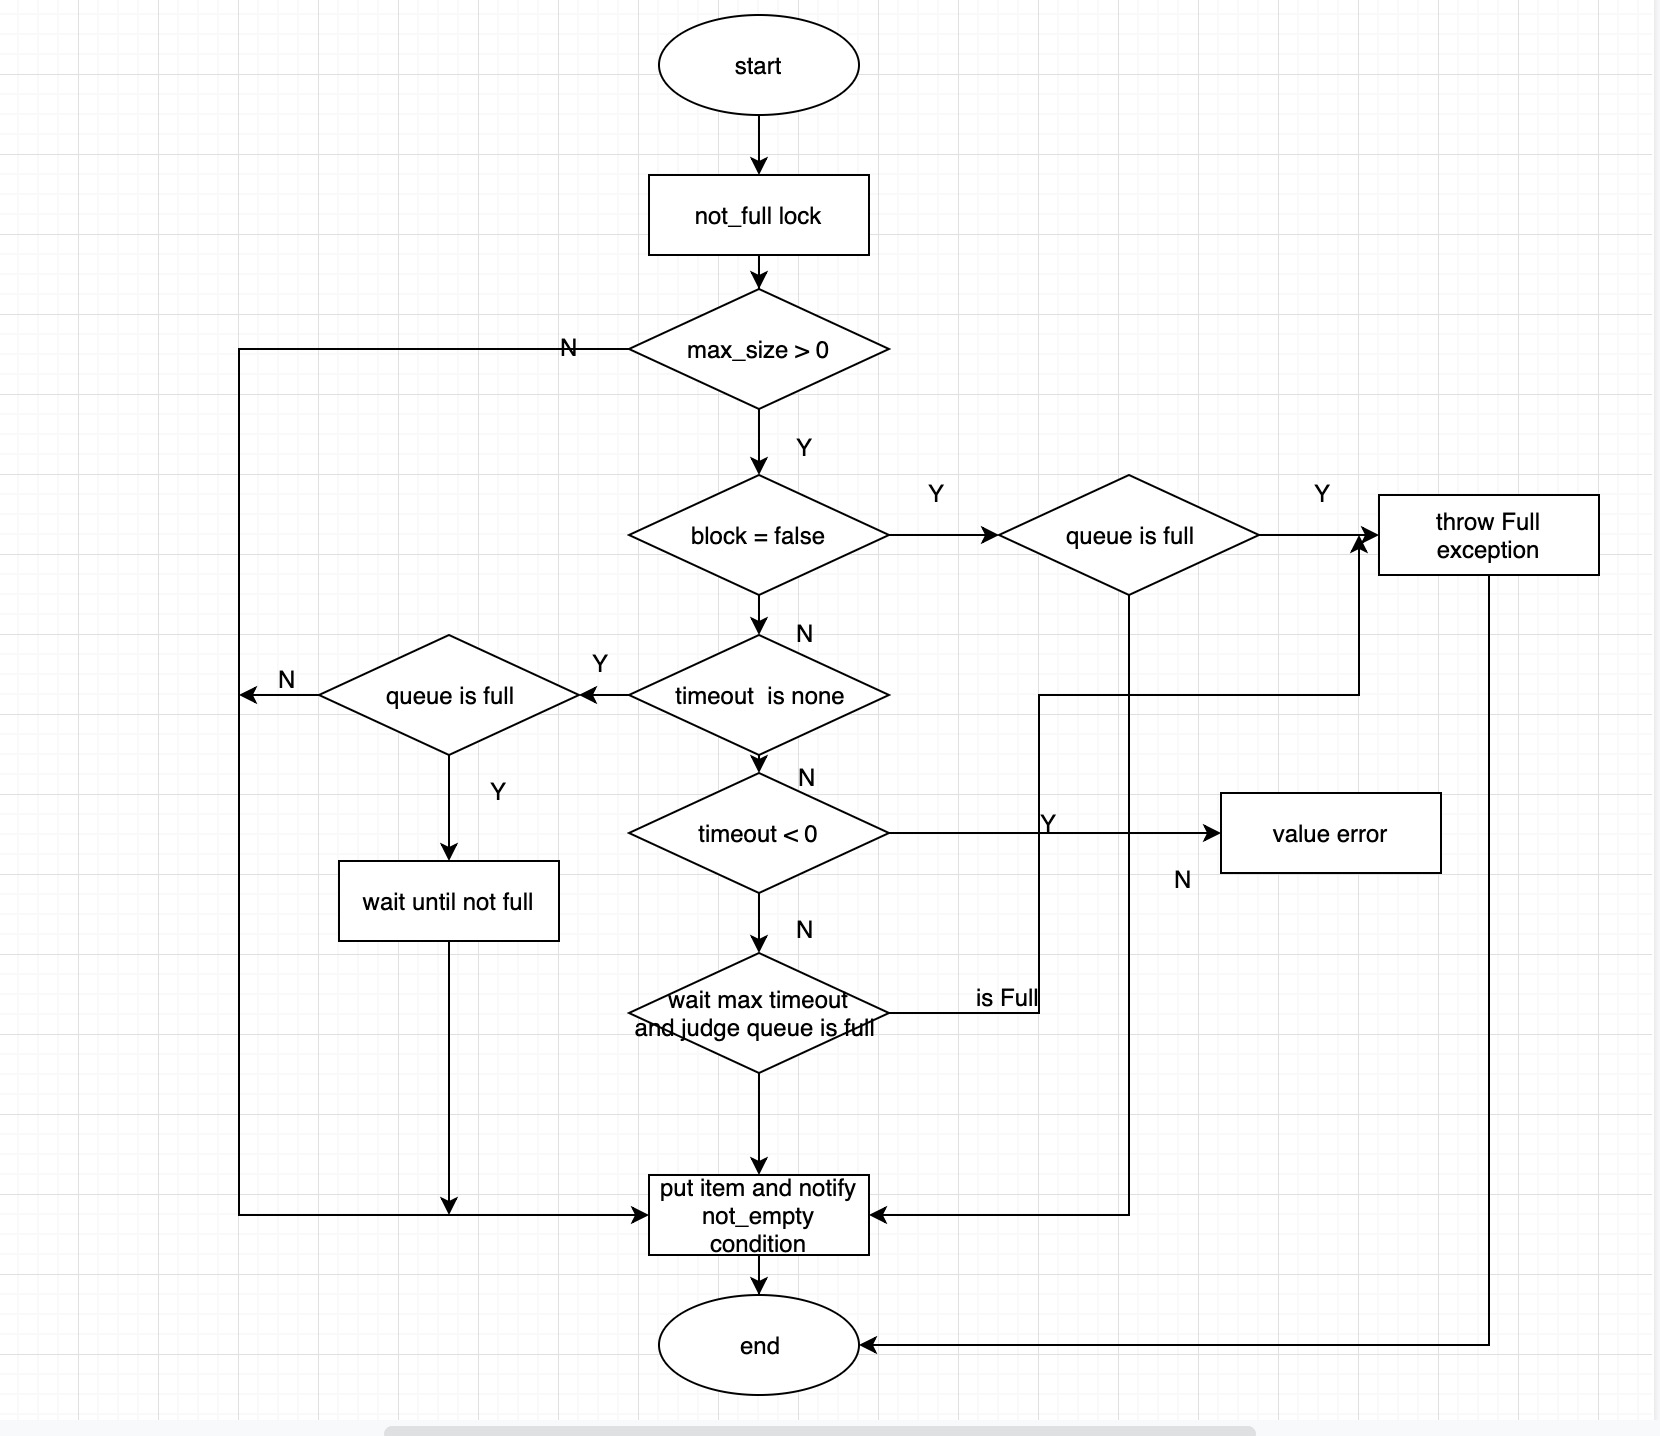 start
not_full lock
max_size > 0
N
Y
block = false
Y
queue is full
Y
throw Full
exception
N
timeout  is none
Y
queue is full
N
Y
N
timeout < 0
Y
value error
N
wait until not full
N
wait max timeout
and judge queue is full
is Full
put item and notify
not_empty
condition
end